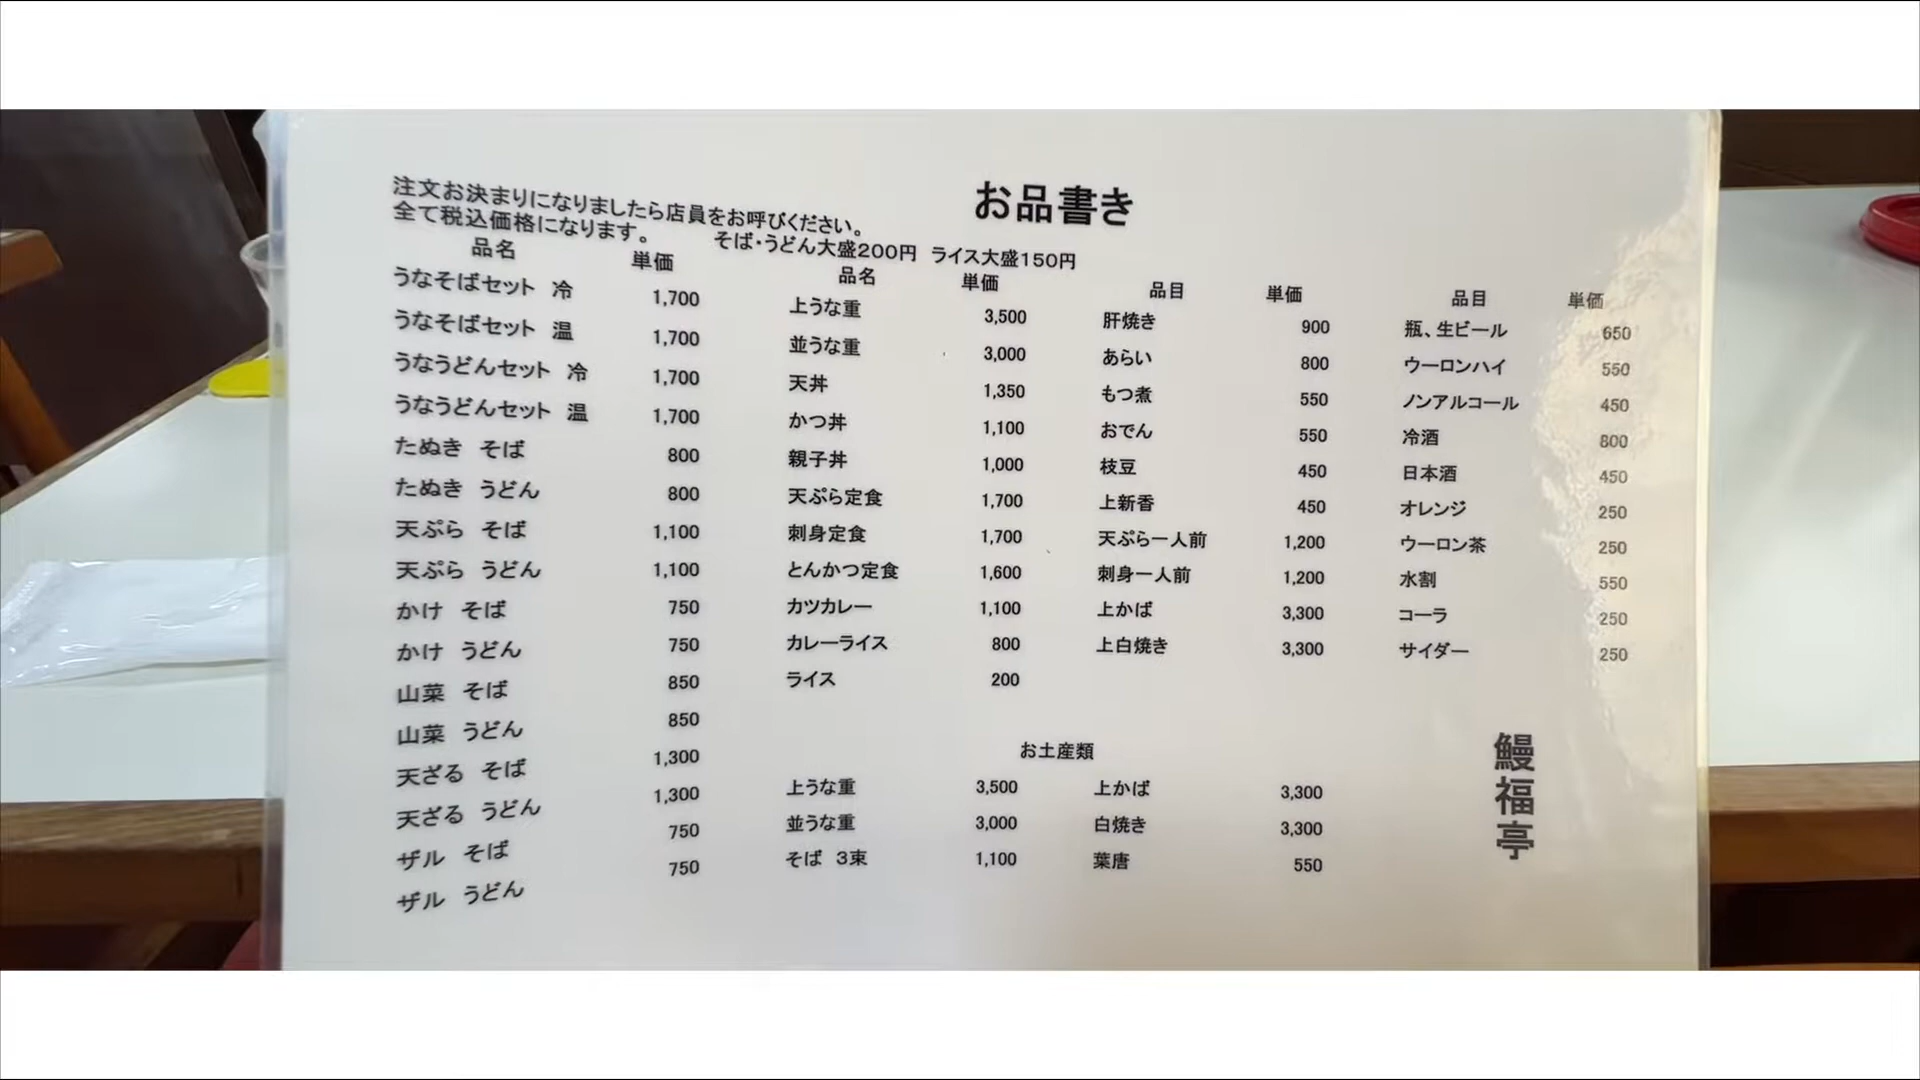 お品書き
注文お決まりになりましたら店員をお呼びください。
全て税込価格になります。 そば・うどん大盛200円 ライス大盛150円
品名 単価
うなそばセット 冷 1,700
うなそばセット 温 1,700
うなうどんセット 冷 1,700
うなうどんセット 温 1,700
たぬき そば 800
たぬき うどん 800
天ぷら そば 1,100
天ぷら うどん 1,100
かけ そば 750
かけ うどん 750
山菜 そば 850
山菜 うどん 850
天ざる そば 1,300
天ざる うどん 1,300
ザル そば 750
ザル うどん 750
品名 単価
上うな重 3,500
並うな重 3,000
天丼 1,350
かつ丼 1,100
親子丼 1,000
天ぷら定食 1,700
刺身定食 1,700
とんかつ定食 1,600
カツカレー 1,100
カレーライス 800
ライス 200
品目 単価
肝焼き 900
あらい 800
もつ煮 550
おでん 550
枝豆 450
上新香 450
天ぷら一人前 1,200
刺身一人前 1,200
上かば 3,300
上白焼き 3,300
品目 単価
瓶、生ビール 650
ウーロンハイ 550
ノンアルコール 450
冷酒 800
日本酒 450
オレンジ 250
ウーロン茶 250
水割 550
コーラ 250
サイダー 250
お土産類
上うな重 3,500
並うな重 3,000
そば 3束 1,100
上かば 3,300
白焼き 3,300
葉唐 550
鰻福亭